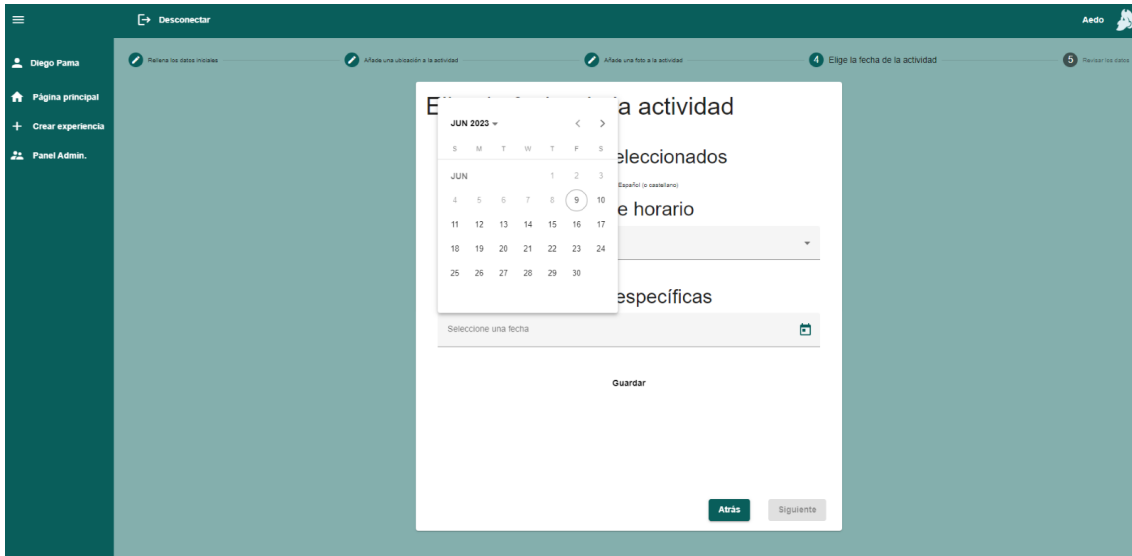 Desconectar
Aedo
Diego Pama
Página principal
Crear experiencia
Panel Admin.
Rellena los datos iniciales
Añade una ubicación a la actividad
Añade una foto a la actividad
4 Elige la fecha de la actividad
5 Revisar los datos
E a actividad
JUN 2023
S M T W T F S
JUN 1 2 3
4 5 6 7 8 9 10
11 12 13 14 15 16 17
18 19 20 21 22 23 24
25 26 27 28 29 30
eleccionados
Español (o castellano)
e horario
específicas
Seleccione una fecha
Guardar
Atrás
Siguiente